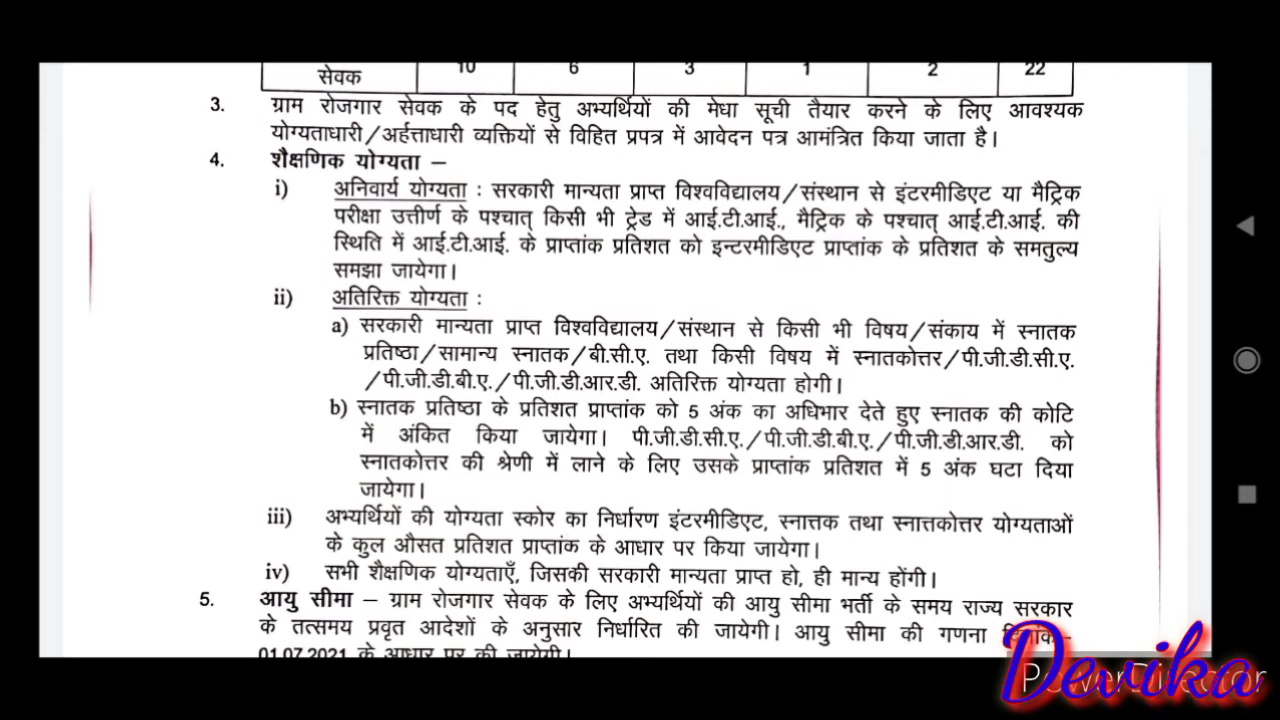 सेवक 10 6 3 1 2 22
3. ग्राम रोजगार सेवक के पद हेतु अभ्यर्थियों की मेधा सूची तैयार करने के लिए आवश्यक
योग्यताधारी/अर्हत्ताधारी व्यक्तियों से विहित प्रपत्र में आवेदन पत्र आमंत्रित किया जाता है।
4. शैक्षणिक योग्यता –
i) अनिवार्य योग्यता : सरकारी मान्यता प्राप्त विश्वविद्यालय/संस्थान से इंटरमीडिएट या मैट्रिक
परीक्षा उत्तीर्ण के पश्चात् किसी भी ट्रेड में आई.टी.आई., मैट्रिक के पश्चात् आई.टी.आई. की
स्थिति में आई.टी.आई. के प्राप्तांक प्रतिशत को इन्टरमीडिएट प्राप्तांक के प्रतिशत के समतुल्य
समझा जायेगा।
ii) अतिरिक्त योग्यता :
a) सरकारी मान्यता प्राप्त विश्वविद्यालय/संस्थान से किसी भी विषय/संकाय में स्नातक
प्रतिष्ठा/सामान्य स्नातक/बी.सी.ए. तथा किसी विषय में स्नातकोत्तर/पी.जी.डी.सी.ए.
/पी.जी.डी.बी.ए./पी.जी.डी.आर.डी. अतिरिक्त योग्यता होगी।
b) स्नातक प्रतिष्ठा के प्रतिशत प्राप्तांक को 5 अंक का अधिभार देते हुए स्नातक की कोटि
में अंकित किया जायेगा। पी.जी.डी.सी.ए./पी.जी.डी.बी.ए./पी.जी.डी.आर.डी. को
स्नातकोत्तर की श्रेणी में लाने के लिए उसके प्राप्तांक प्रतिशत में 5 अंक घटा दिया
जायेगा।
iii) अभ्यर्थियों की योग्यता स्कोर का निर्धारण इंटरमीडिएट, स्नात्तक तथा स्नात्तकोत्तर योग्यताओं
के कुल औसत प्रतिशत प्राप्तांक के आधार पर किया जायेगा।
iv) सभी शैक्षणिक योग्यताएँ, जिसकी सरकारी मान्यता प्राप्त हो, ही मान्य होंगी।
5. आयु सीमा – ग्राम रोजगार सेवक के लिए अभ्यर्थियों की आयु सीमा भर्ती के समय राज्य सरकार
के तत्समय प्रवृत आदेशों के अनुसार निर्धारित की जायेगी। आयु सीमा की गणना दिनांक-
01.07.2021 के आधार पर की जायेगी।
Devika
PowerDirector